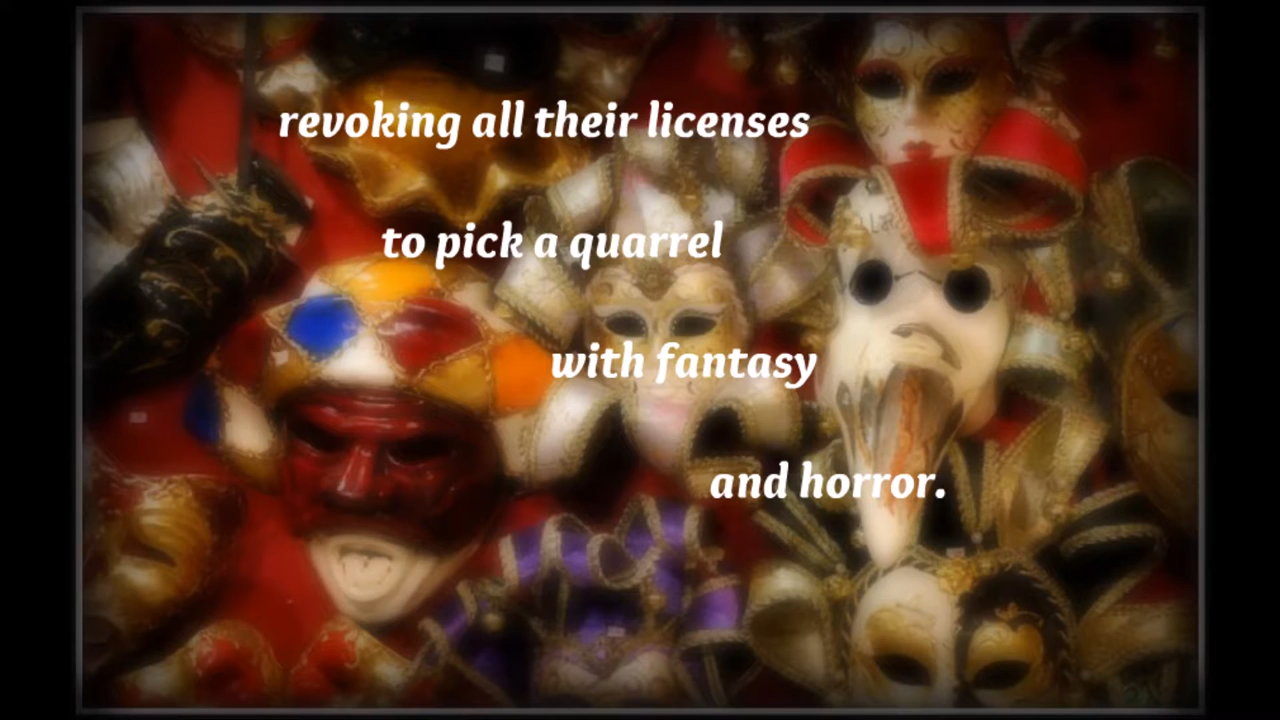 revoking all their licenses
to pick a quarrel
with fantasy
and horror.